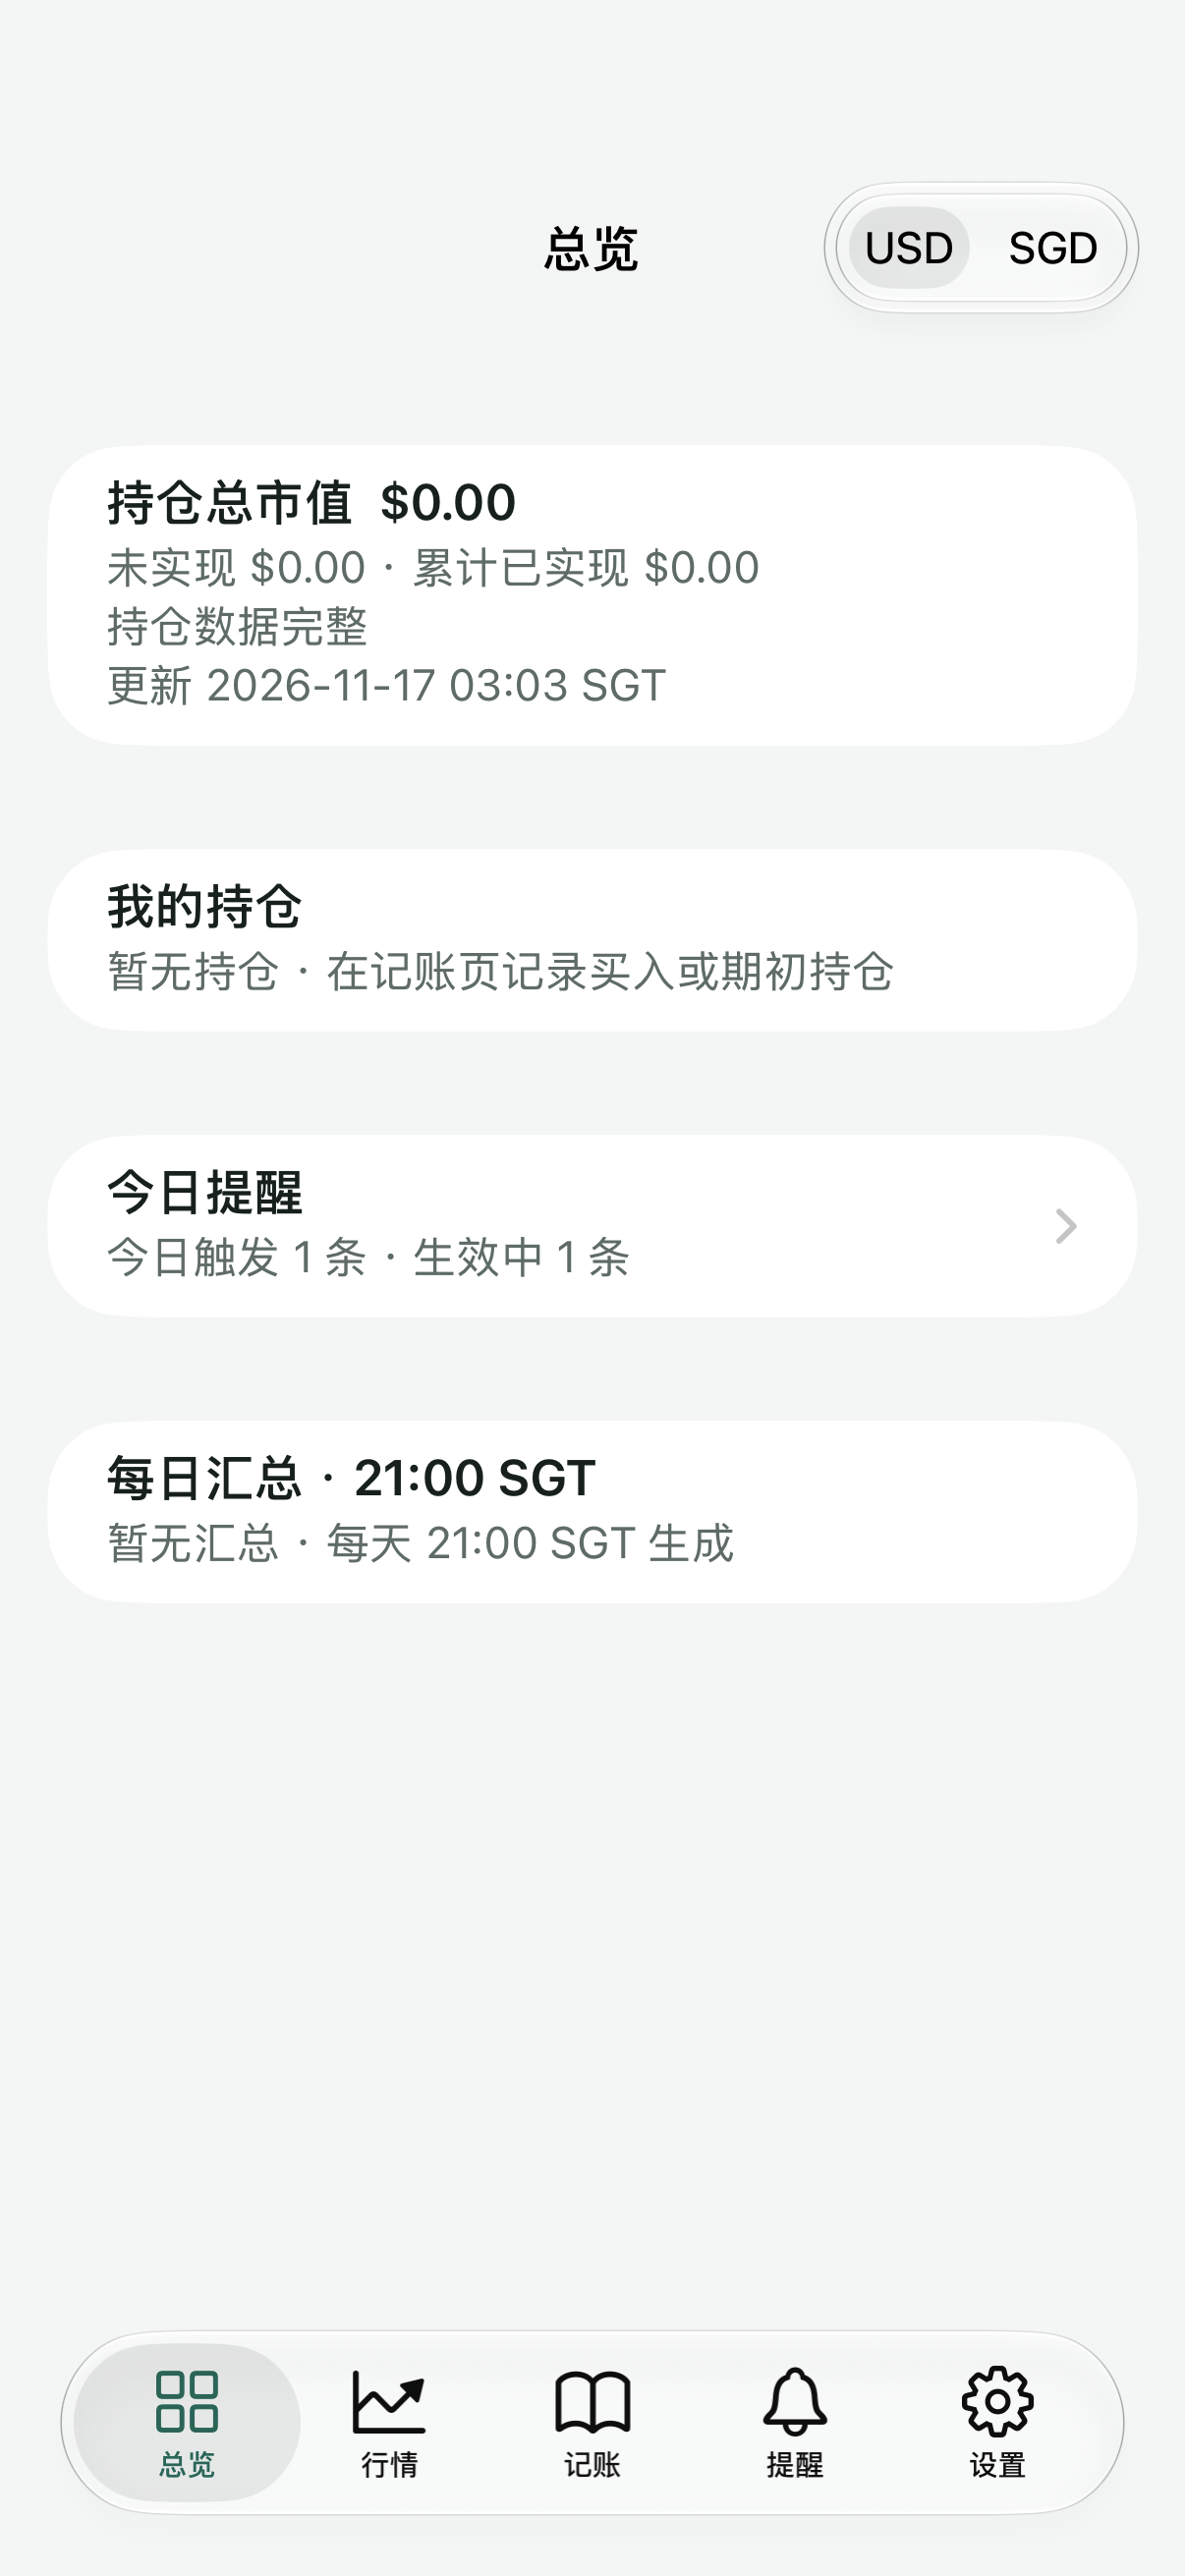 总览
USD SGD
持仓总市值 $0.00
未实现 $0.00 · 累计已实现 $0.00
持仓数据完整
更新 2026-11-17 03:03 SGT
我的持仓
暂无持仓 · 在记账页记录买入或期初持仓
今日提醒
今日触发 1 条 · 生效中 1 条
每日汇总 · 21:00 SGT
暂无汇总 · 每天 21:00 SGT 生成
总览 行情 记账 提醒 设置